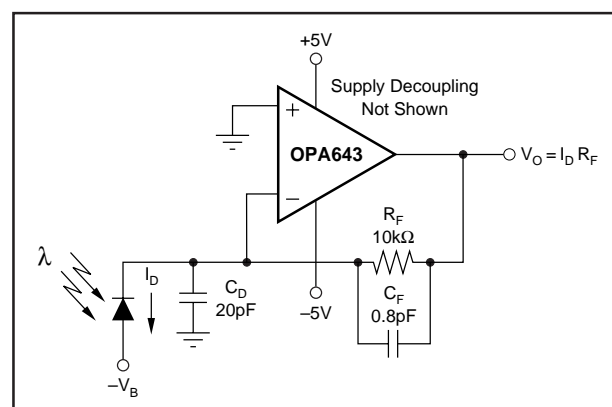 +5V
Supply Decoupling
Not Shown
+
OPA643
V_O = I_D R_F
−
R_F
10kΩ
λ
I_D
C_D
20pF
–5V
C_F
0.8pF
–V_B